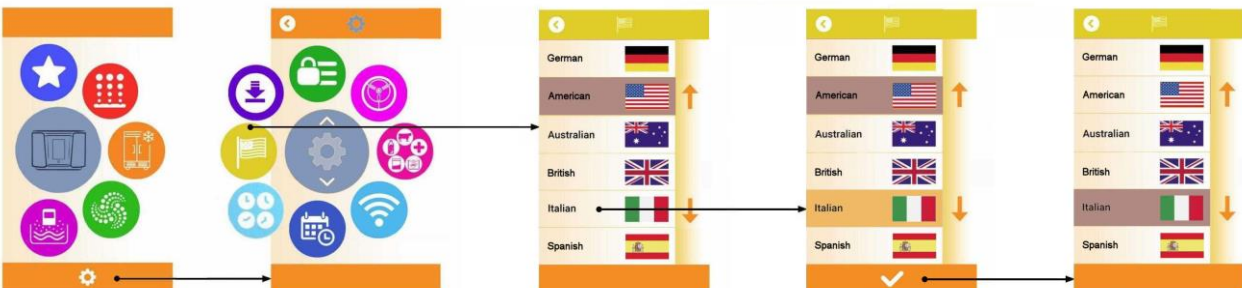 German
American
Australian
British
Italian
Spanish
German
American
Australian
British
Italian
Spanish
German
American
Australian
British
Italian
Spanish